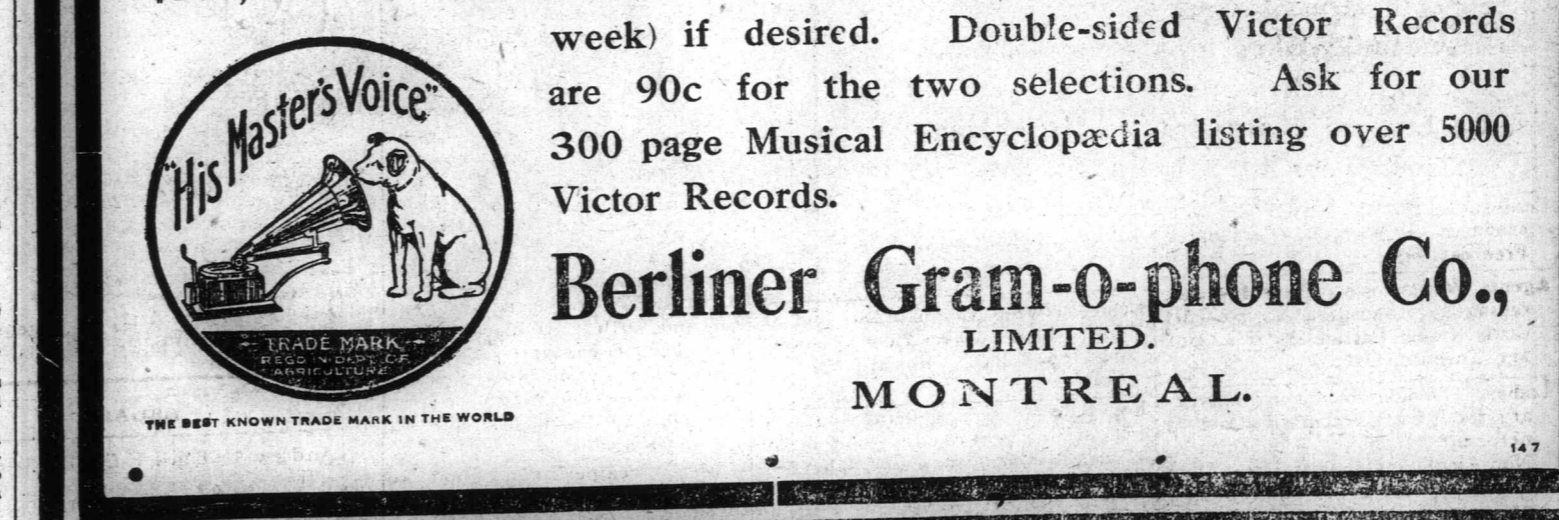 "His Master's Voice"
TRADE MARK
REGD IN DEPT. OF
AGRICULTURE
THE BEST KNOWN TRADE MARK IN THE WORLD
week) if desired. Double-sided Victor Records
are 90c for the two selections. Ask for our
300 page Musical Encyclopædia listing over 5000
Victor Records.
Berliner Gram-o-phone Co.,
LIMITED.
MONTREAL.
147